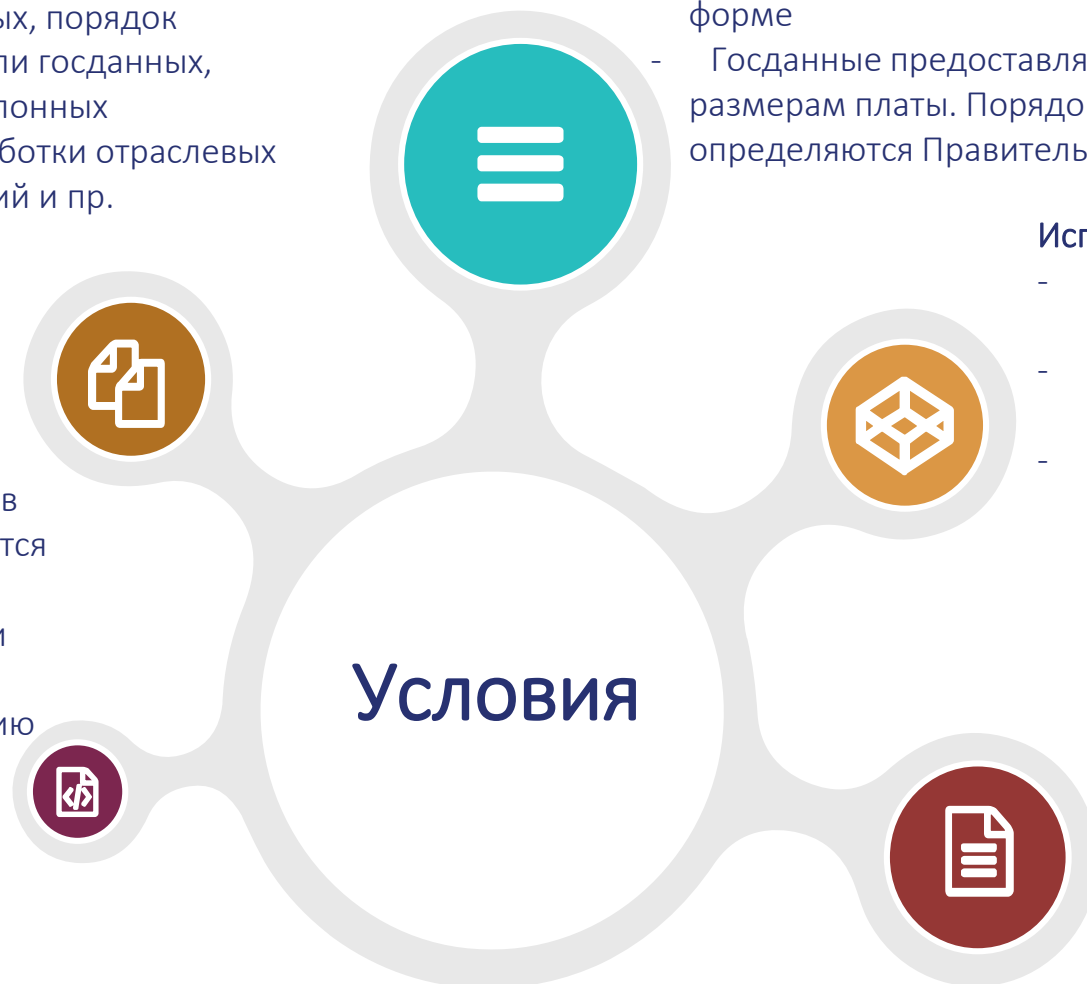 ых, порядок
ли госданных,
лонных
ботки отраслевых
ий и пр.
форме
- Госданные предоставля
размерам платы. Порядо
определяются Правитель
Исп
-
-
-
в
тся
и
ию
Условия